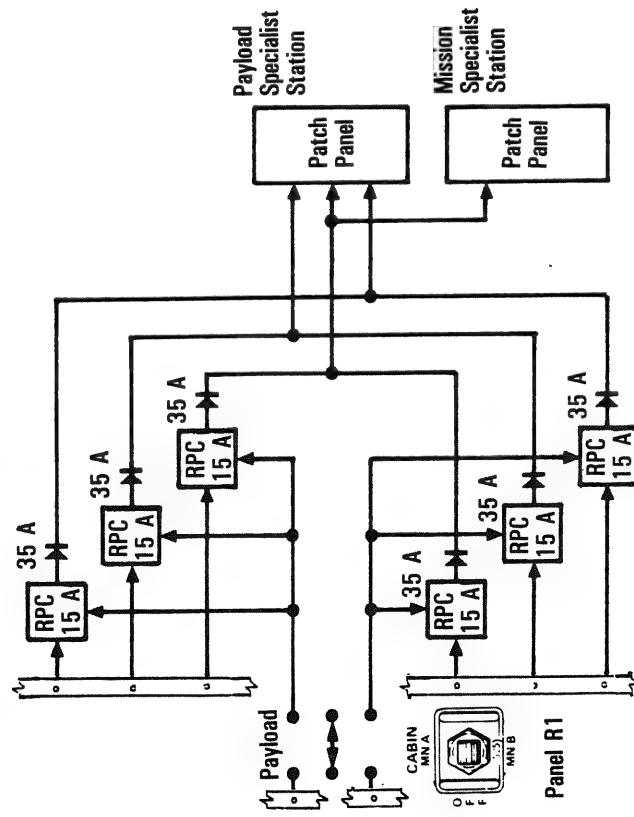 Payload
Specialist
Station
Patch
Panel
Mission
Specialist
Station
Patch
Panel
35 A
RPC
15 A
35 A
RPC
15 A
35 A
RPC
15 A
35 A
RPC
15 A
35 A
RPC
15 A
35 A
RPC
15 A
Payload
CABIN
MN A
OFF
MN B
Panel R1